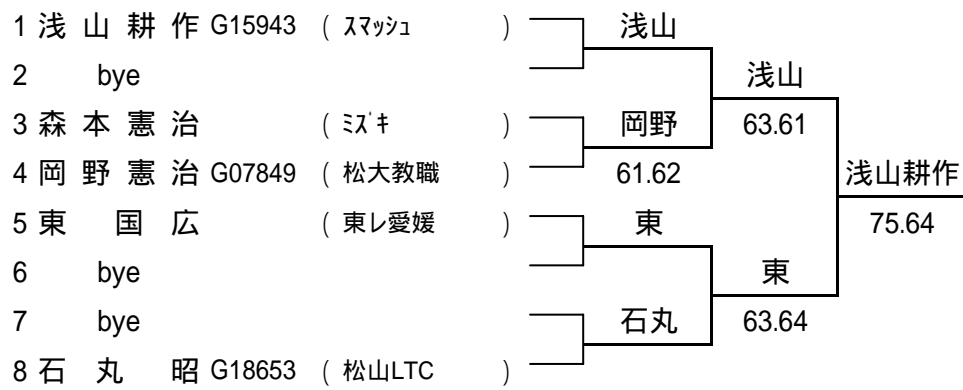 1 浅 山 耕 作 G15943 ( スマッシュ ) 浅山
2 bye 浅山
3 森 本 憲 治 ( ミズキ ) 岡野 63.61
4 岡 野 憲 治 G07849 ( 松大教職 ) 61.62 浅山耕作
5 東 国 広 ( 東レ愛媛 ) 東 75.64
6 bye 東
7 bye 石丸 63.64
8 石 丸 昭 G18653 ( 松山LTC )